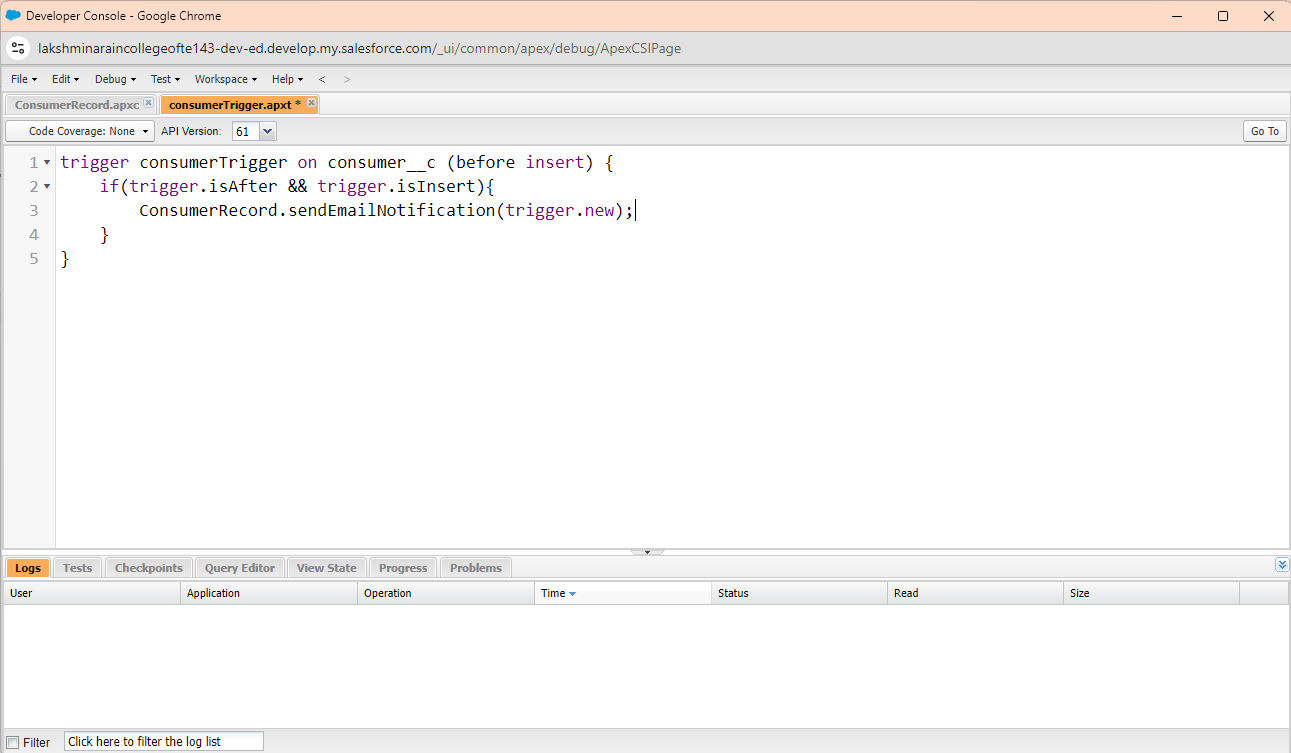 Developer Console - Google Chrome
lakshminaraincollegeofte143-dev-ed.develop.my.salesforce.com/_ui/common/apex/debug/ApexCSIPage
File Edit Debug Test Workspace Help < >
ConsumerRecord.apxc consumerTrigger.apxt *
Code Coverage: None API Version: 61 Go To
1 trigger consumerTrigger on consumer__c (before insert) {
2     if(trigger.isAfter && trigger.isInsert){
3         ConsumerRecord.sendEmailNotification(trigger.new);
4     }
5 }
Logs Tests Checkpoints Query Editor View State Progress Problems
User Application Operation Time Status Read Size
Filter Click here to filter the log list